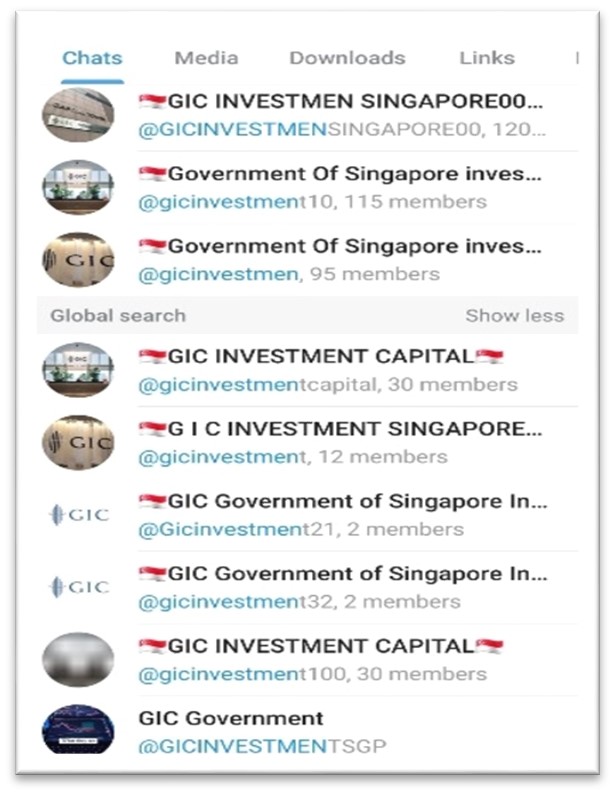 Chats Media Downloads Links
🇸🇬GIC INVESTMEN SINGAPORE00...
@GICINVESTMENSINGAPORE00, 120...
🇸🇬Government Of Singapore inves...
@gicinvestment10, 115 members
GIC
🇸🇬Government Of Singapore inves...
@gicinvestmen, 95 members
Global search Show less
🇸🇬GIC INVESTMENT CAPITAL🇸🇬
@gicinvestmentcapital, 30 members
GIC
🇸🇬G I C INVESTMENT SINGAPORE...
@gicinvestment, 12 members
GIC
🇸🇬GIC Government of Singapore In...
@Gicinvestment21, 2 members
GIC
🇸🇬GIC Government of Singapore In...
@gicinvestment32, 2 members
🇸🇬GIC INVESTMENT CAPITAL🇸🇬
@gicinvestment100, 30 members
GIC Government
@GICINVESTMENTSGP